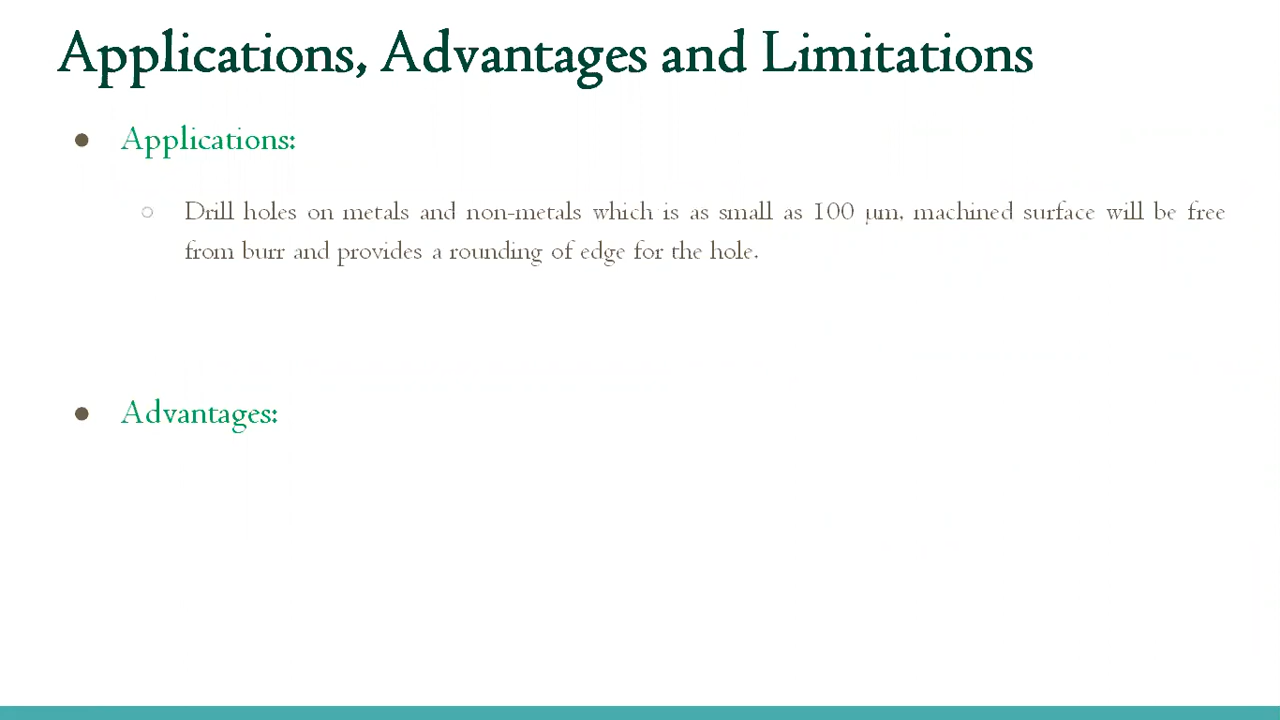 Applications, Advantages and Limitations
● Applications:
○ Drill holes on metals and non-metals which is as small as 100 µm, machined surface will be free
from burr and provides a rounding of edge for the hole.
● Advantages: